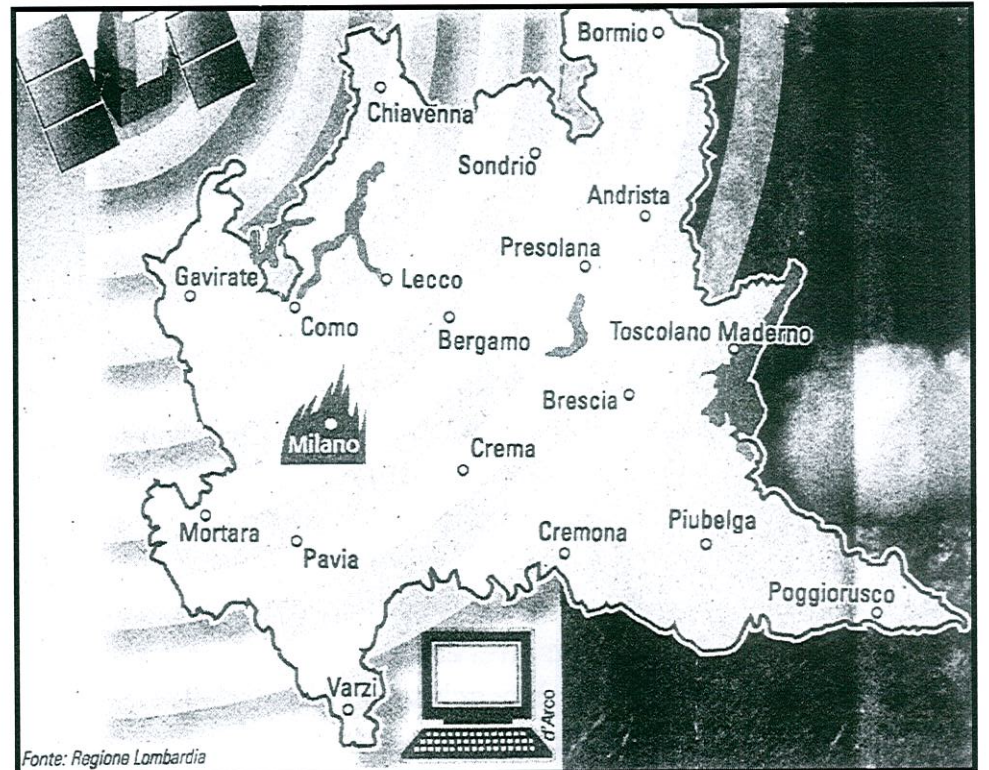 Bormio
Chiavenna
Sondrio
Andrista
Presolana
Gavirate
Lecco
Como
Bergamo
Toscolano Maderno
Brescia
Milano
Crema
Mortara
Pavia
Cremona
Piubelga
Poggiorusco
Varzi
d'Arco
Fonte: Regione Lombardia